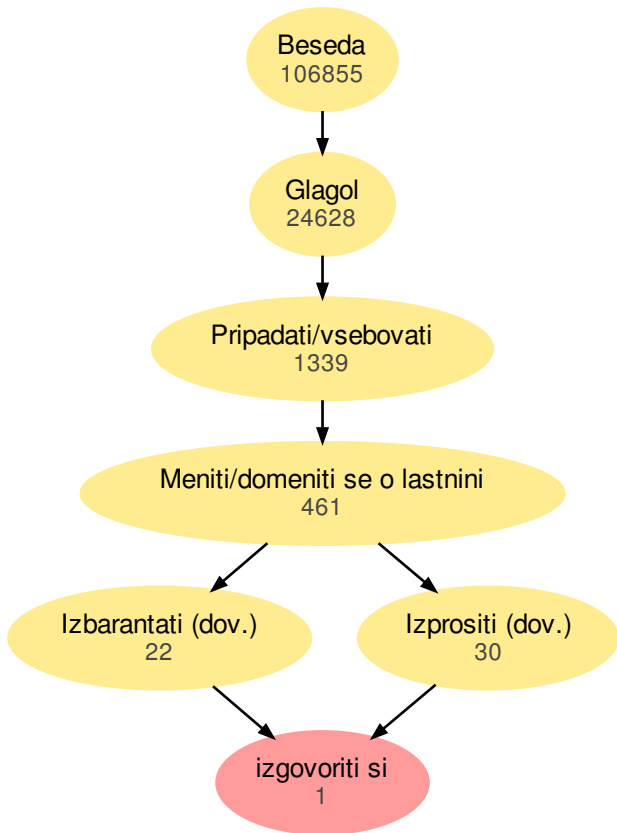 Beseda
106855
Glagol
24628
Pripadati/vsebovati
1339
Meniti/domeniti se o lastnini
461
Izbarantati (dov.)
22
Izprositi (dov.)
30
izgovoriti si
1